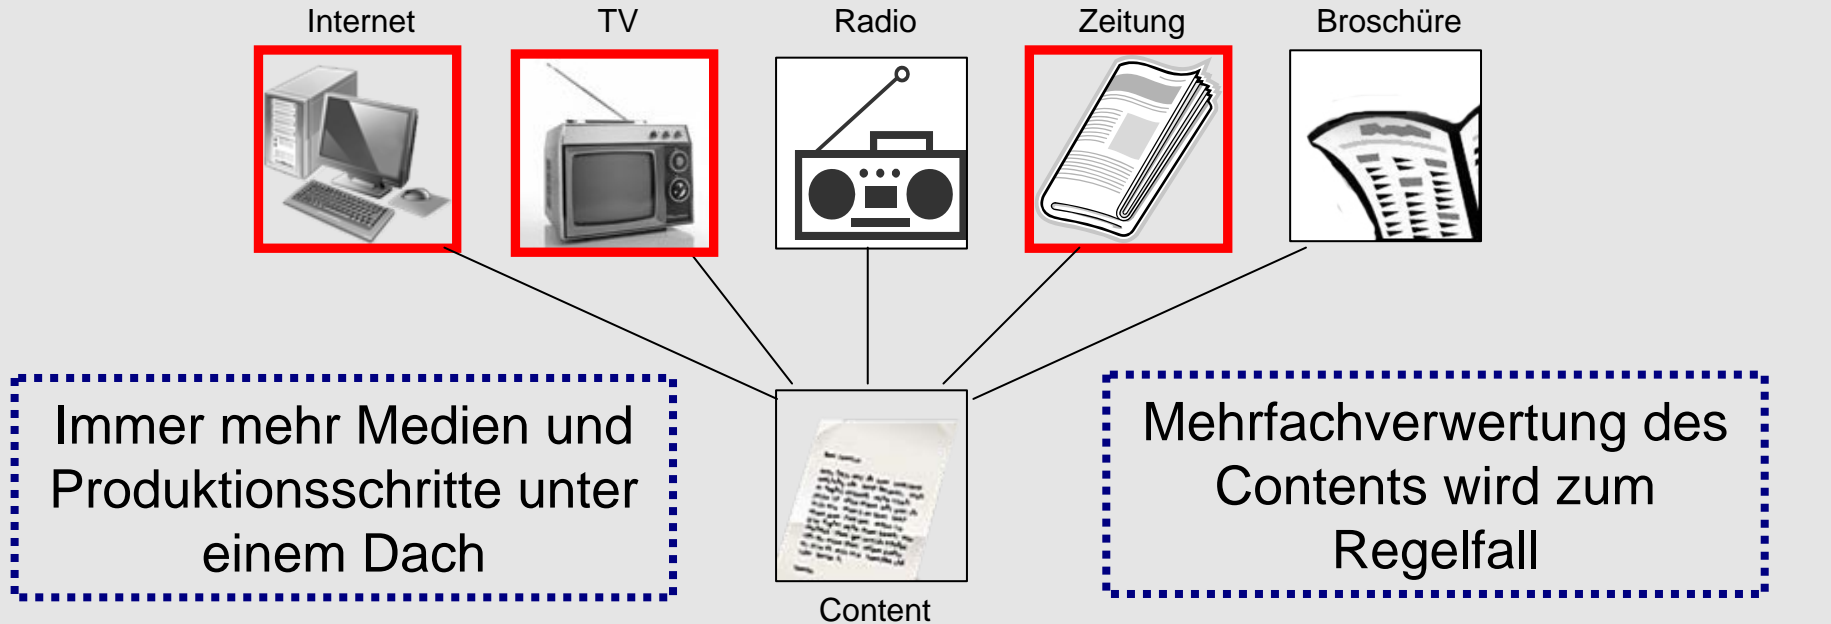 Internet
TV
Radio
Zeitung
Broschüre
Immer mehr Medien und
Produktionsschritte unter
einem Dach
Mehrfachverwertung des
Contents wird zum
Regelfall
Content